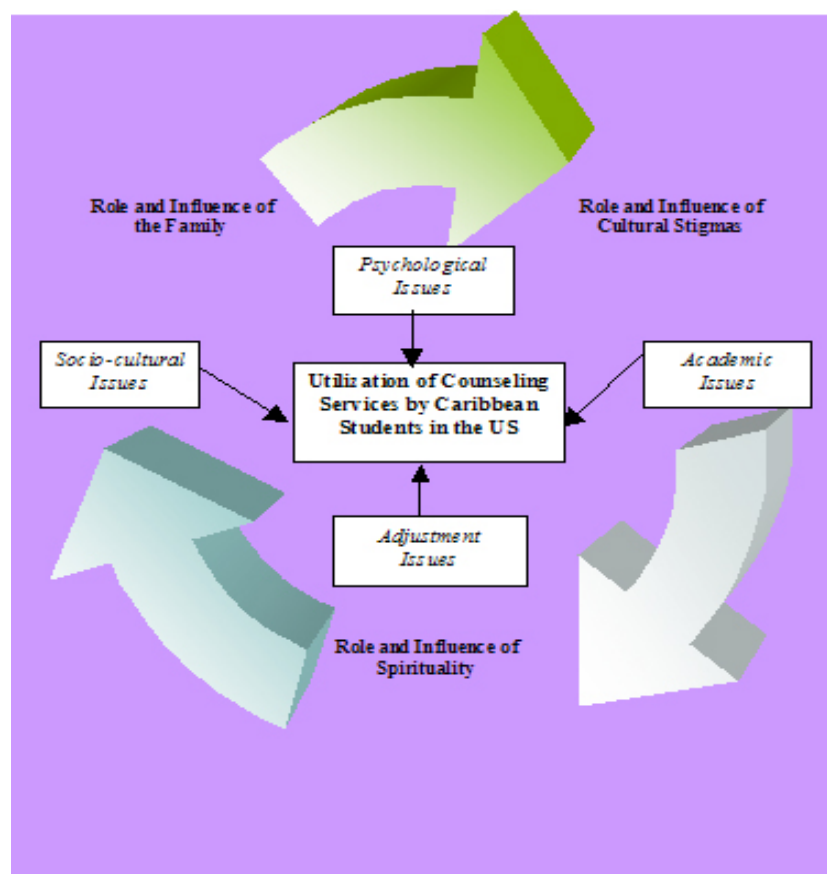 Role and Influence of
the Family
Role and Influence of
Cultural Stigmas
Psychological
Issues
Socio-cultural
Issues
Utilization of Counseling
Services by Caribbean
Students in the US
Academic
Issues
Adjustment
Issues
Role and Influence of
Spirituality